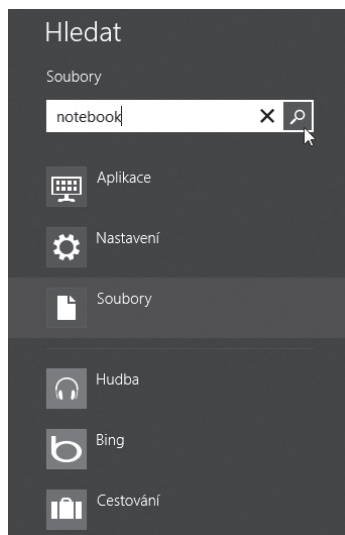 Hledat
Soubory
notebook
Aplikace
Nastavení
Soubory
Hudba
Bing
Cestování